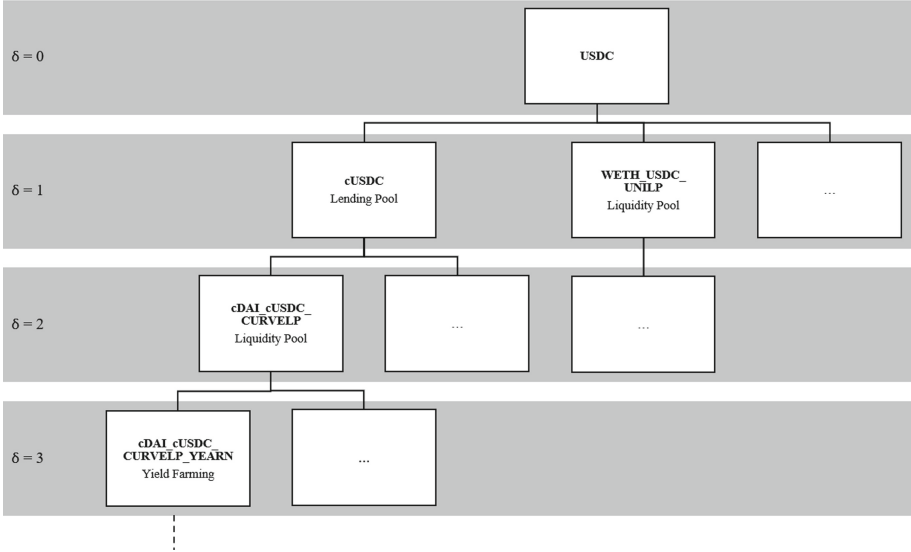 δ = 0
USDC
δ = 1
cUSDC
Lending Pool
WETH_USDC_
UNILP
Liquidity Pool
...
δ = 2
cDAI_cUSDC_
CURVELP
Liquidity Pool
...
...
δ = 3
cDAI_cUSDC_
CURVELP_YEARN
Yield Farming
...